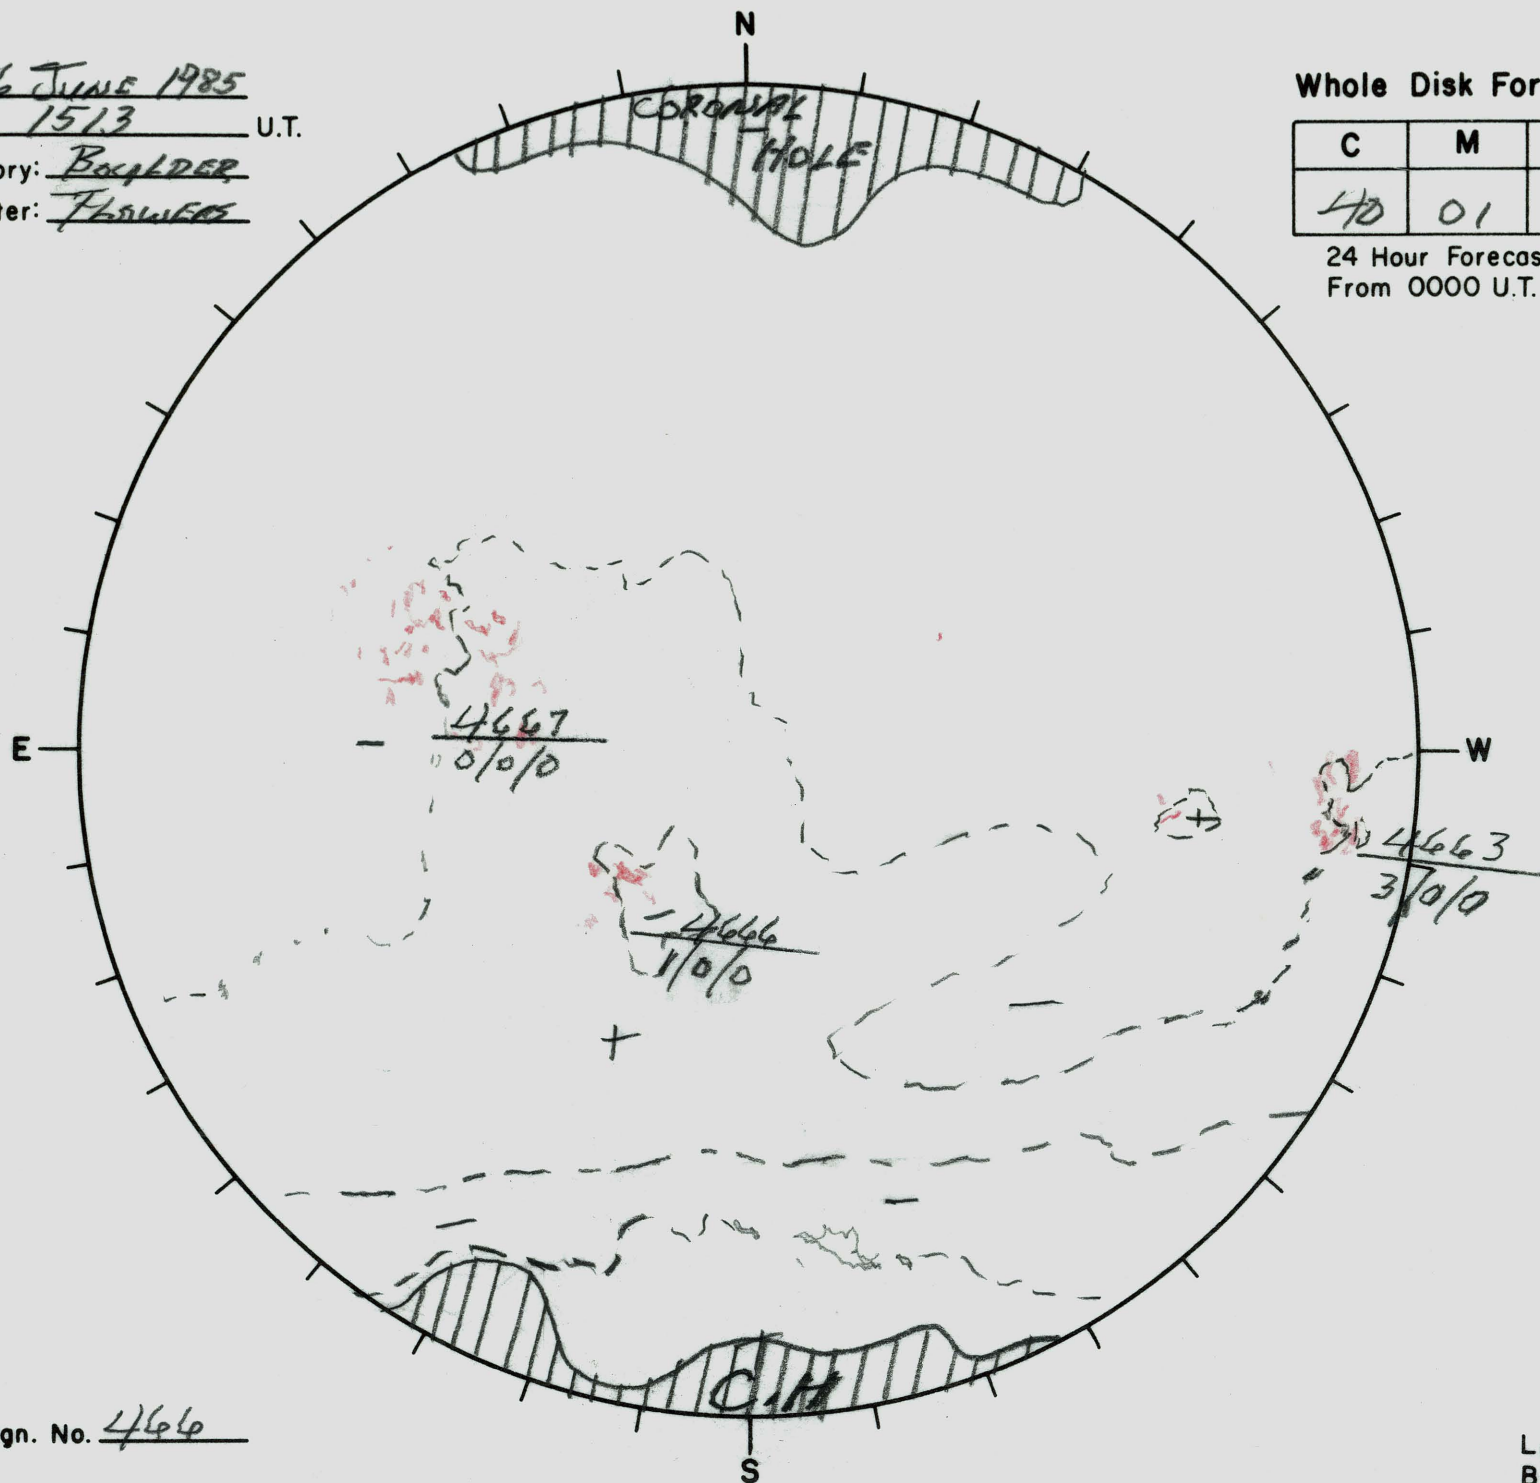 N
6 JUNE 1985
1513 U.T.
ory: BOULDER
ter: FLOWERS
Whole Disk For
C M
40 01
24 Hour Forecas
From 0000 U.T.
CORONAL
HOLE
E
W
4667
0/0/0
4663
3/0/0
4666
1/0/0
C.H
gn. No. 466
S
L
B